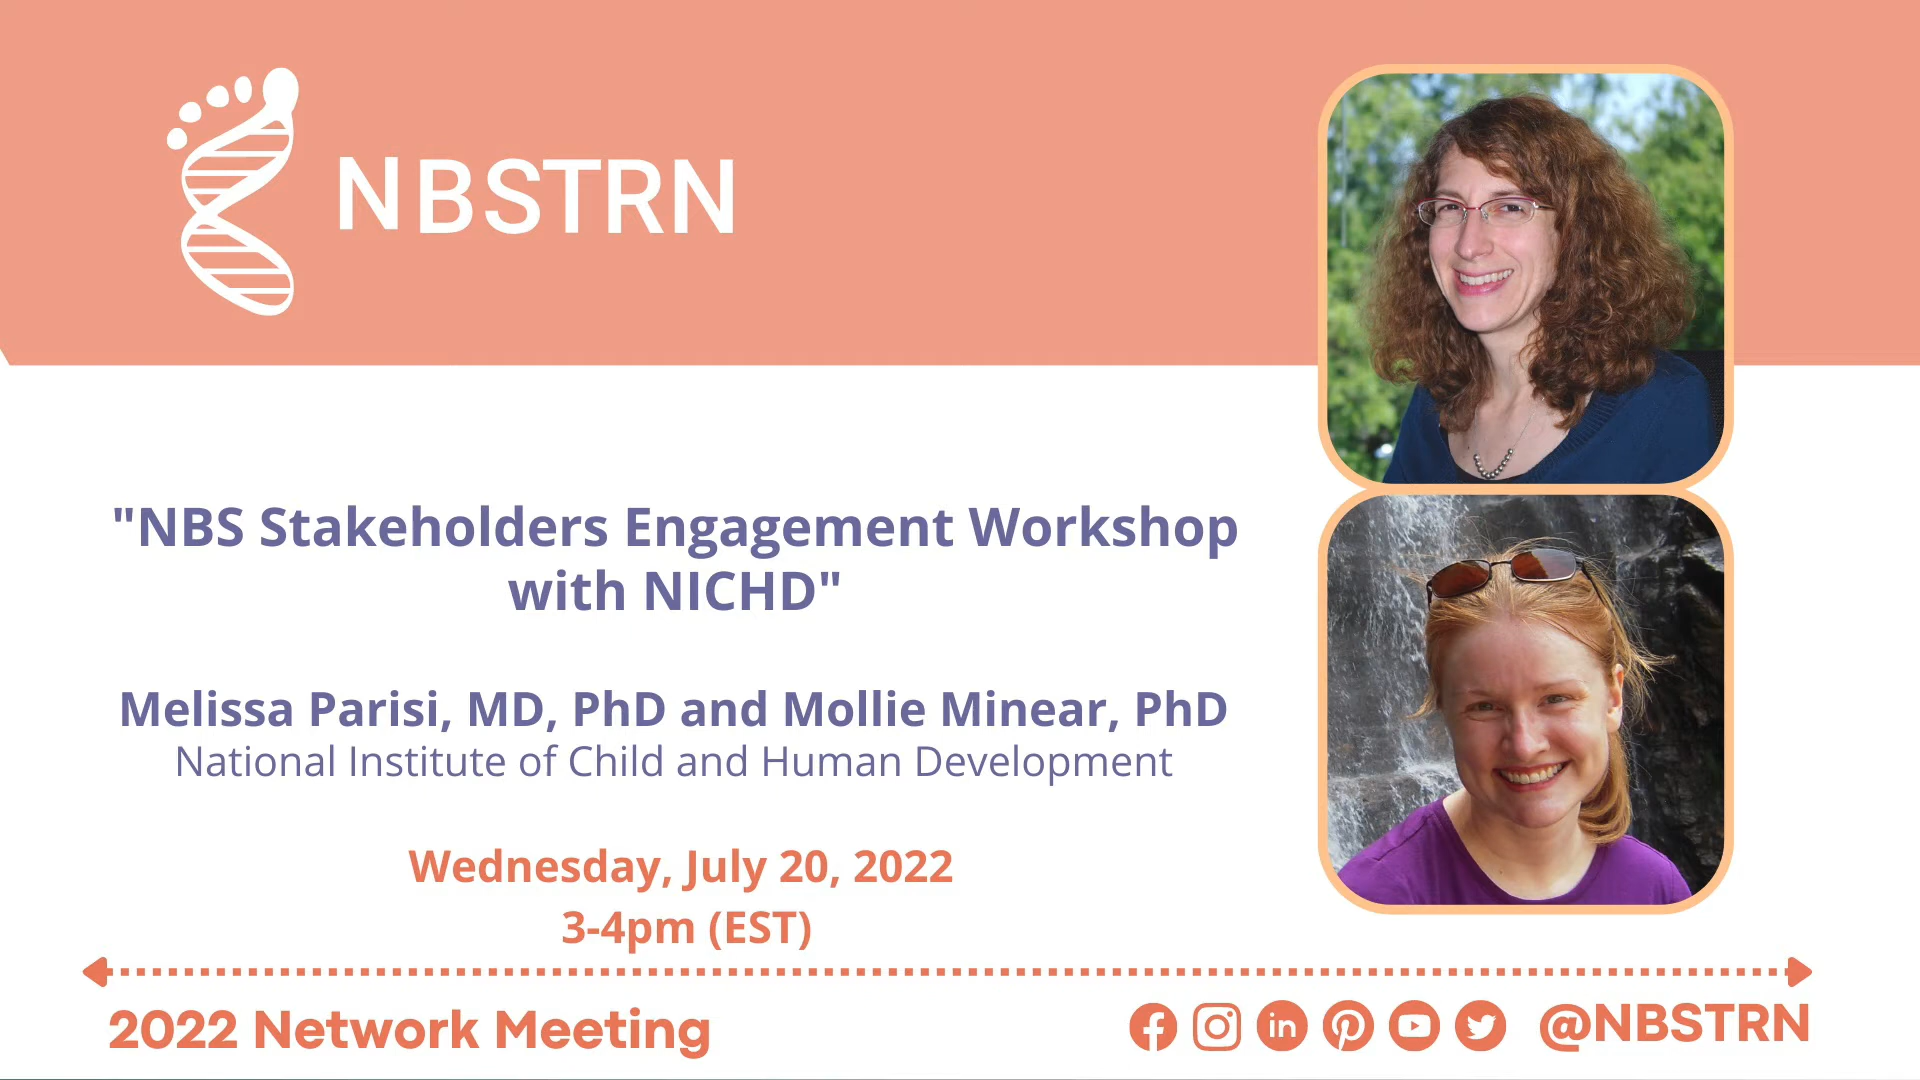 NBSTRN
"NBS Stakeholders Engagement Workshop
with NICHD"
Melissa Parisi, MD, PhD and Mollie Minear, PhD
National Institute of Child and Human Development
Wednesday, July 20, 2022
3-4pm (EST)
2022 Network Meeting
@NBSTRN